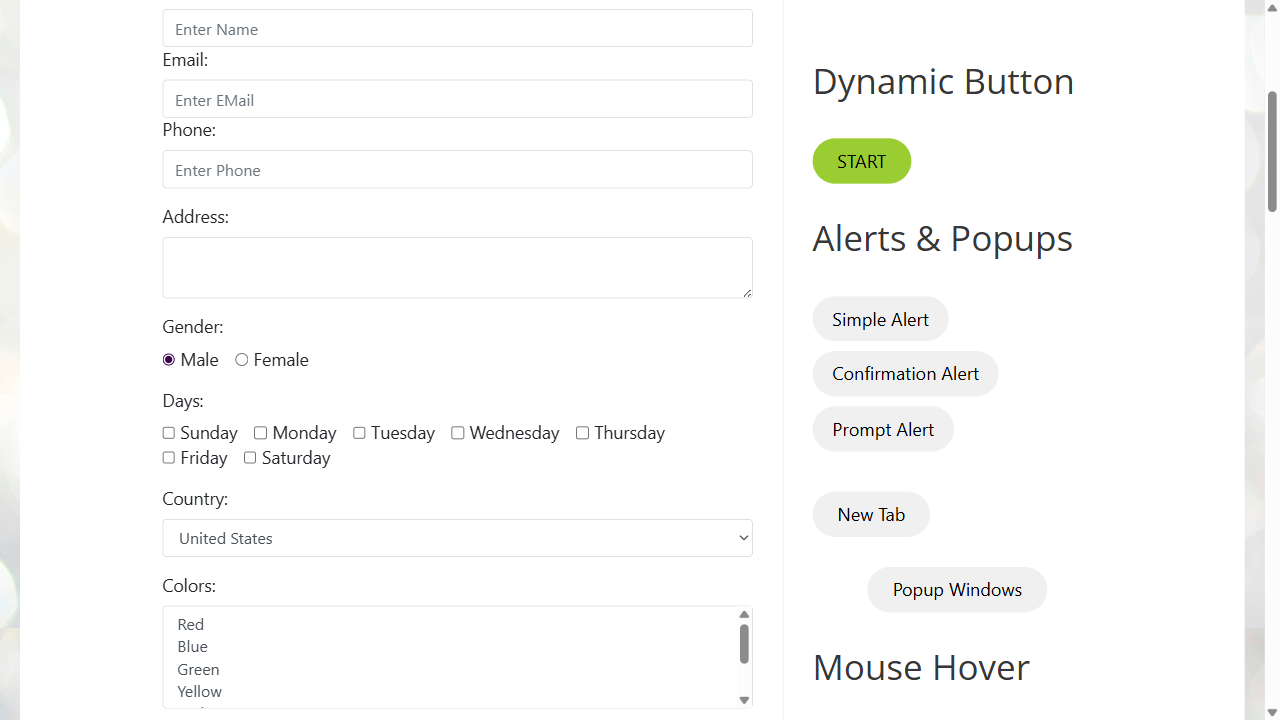 Enter Name
Email:
Enter EMail
Phone:
Enter Phone
Address:
Gender:
Male Female
Days:
Sunday Monday Tuesday Wednesday Thursday
Friday Saturday
Country:
United States
Colors:
Red
Blue
Green
Yellow
Dynamic Button
START
Alerts & Popups
Simple Alert
Confirmation Alert
Prompt Alert
New Tab
Popup Windows
Mouse Hover